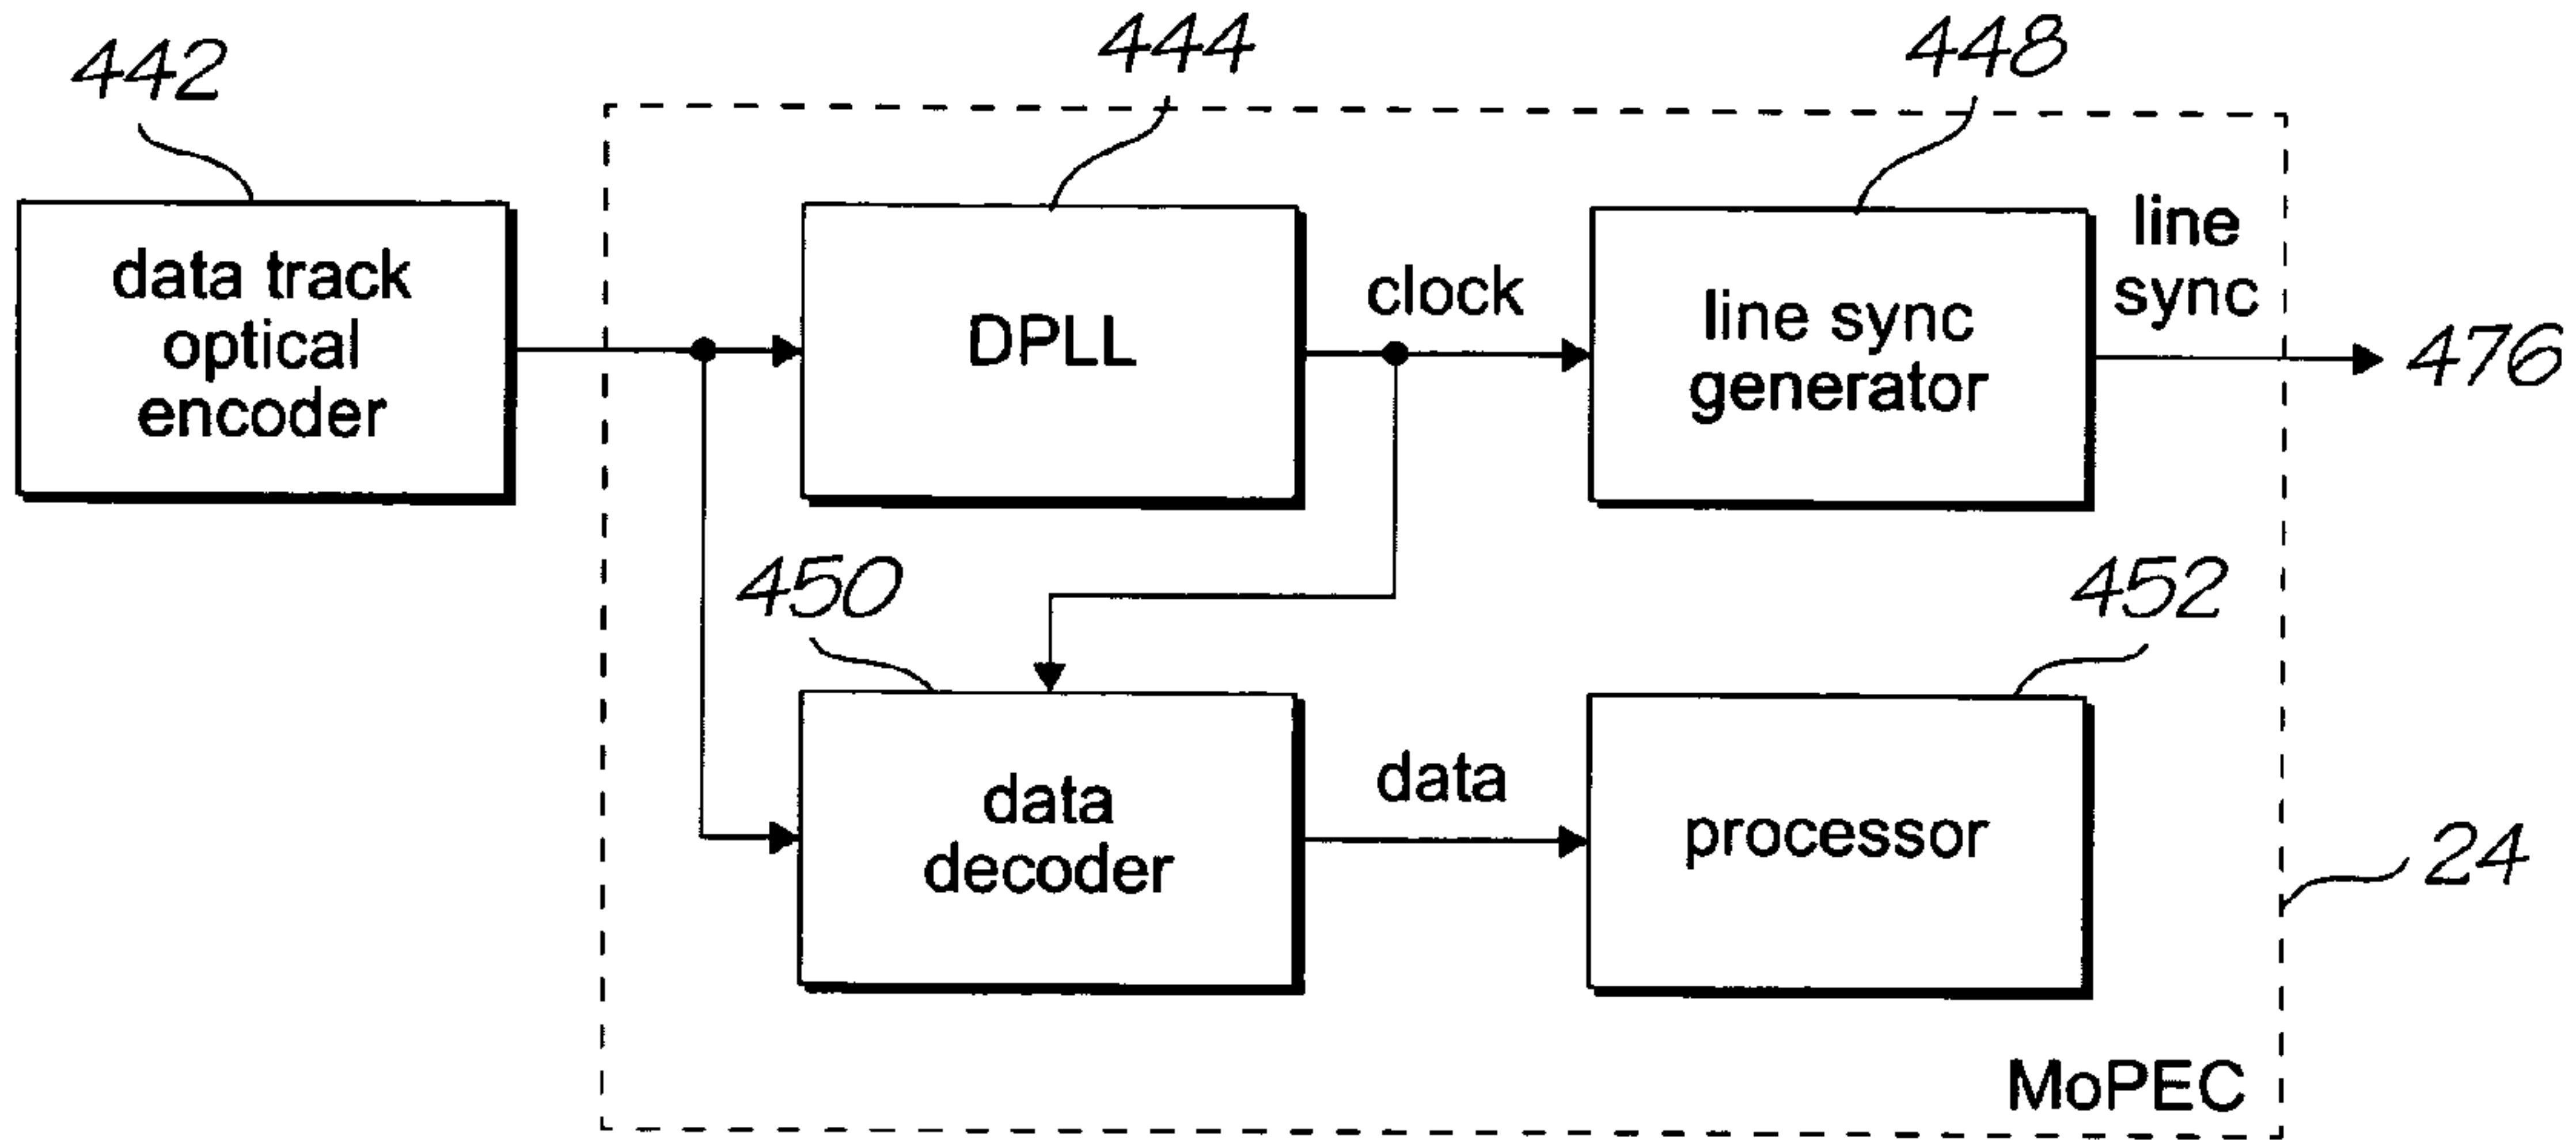 442
444
448
data track
optical
encoder
DPLL
clock
line sync
generator
line
sync
476
450
452
data
decoder
data
processor
24
MoPEC